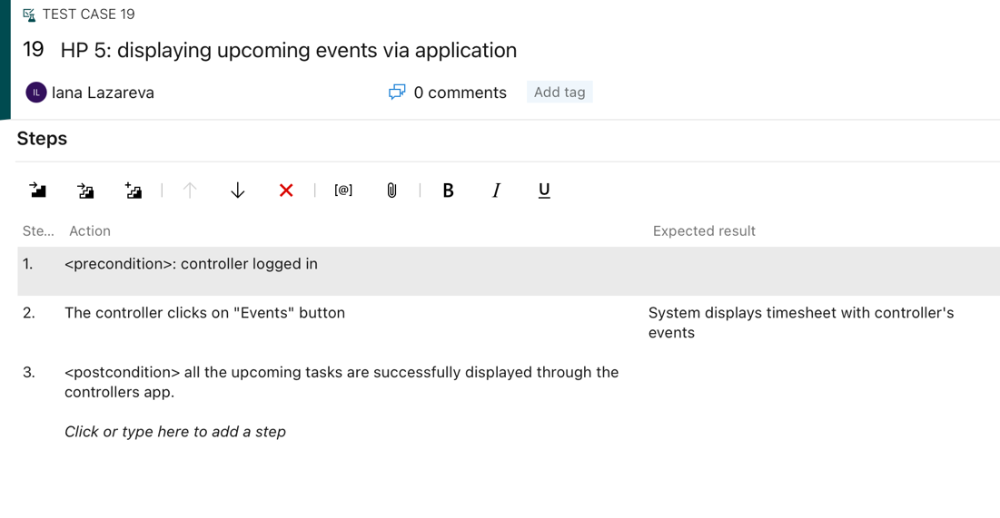 TEST CASE 19
19 HP 5: displaying upcoming events via application
IL Iana Lazareva 0 comments Add tag
Steps
[@] B I U
Ste... Action Expected result
1. <precondition>: controller logged in
2. The controller clicks on "Events" button System displays timesheet with controller's
events
3. <postcondition> all the upcoming tasks are successfully displayed through the
controllers app.
Click or type here to add a step